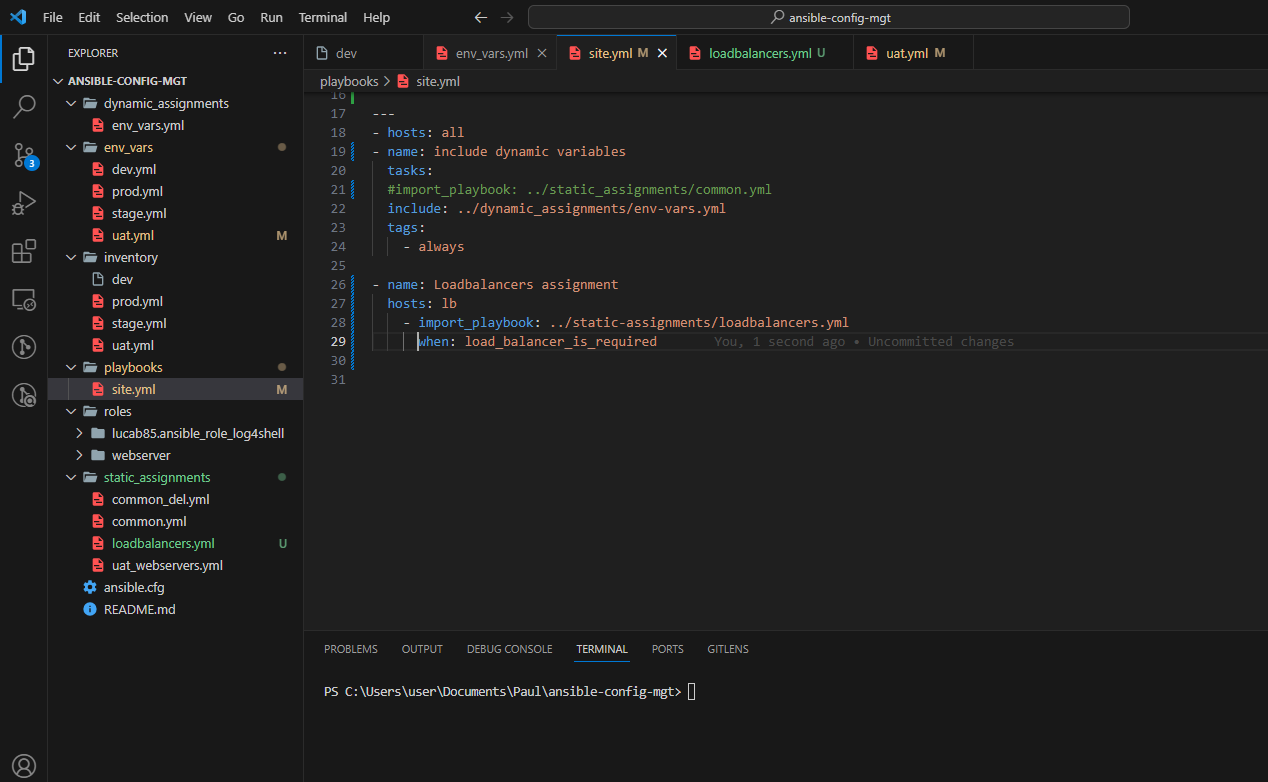 File Edit Selection View Go Run Terminal Help
ansible-config-mgt
EXPLORER
ANSIBLE-CONFIG-MGT
dynamic_assignments
env_vars.yml
env_vars
dev.yml
prod.yml
stage.yml
uat.yml M
inventory
dev
prod.yml
stage.yml
uat.yml
playbooks
site.yml M
roles
lucab85.ansible_role_log4shell
webserver
static_assignments
common_del.yml
common.yml
loadbalancers.yml U
uat_webservers.yml
ansible.cfg
README.md
3
dev env_vars.yml site.yml M loadbalancers.yml U uat.yml M
playbooks > site.yml
16
17 ---
18 - hosts: all
19 - name: include dynamic variables
20 tasks:
21 #import_playbook: ../static_assignments/common.yml
22 include: ../dynamic_assignments/env-vars.yml
23 tags:
24 - always
25
26 - name: Loadbalancers assignment
27 hosts: lb
28 - import_playbook: ../static-assignments/loadbalancers.yml
29 when: load_balancer_is_required You, 1 second ago • Uncommitted changes
30
31
PROBLEMS OUTPUT DEBUG CONSOLE TERMINAL PORTS GITLENS
PS C:\Users\user\Documents\Paul\ansible-config-mgt>